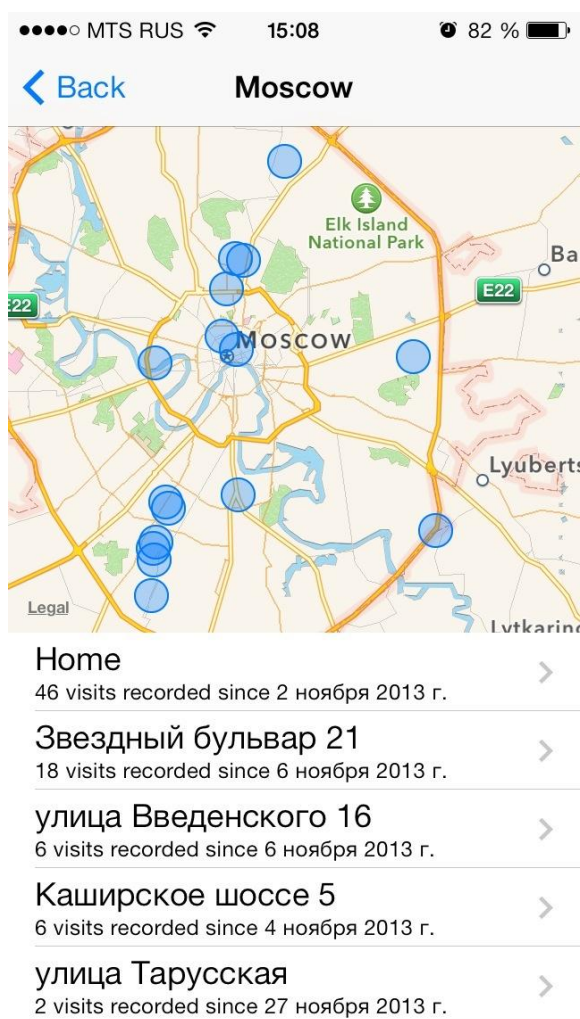 MTS RUS 15:08 82 %
Back Moscow
Elk Island
National Park
Ba
E22
E22
MOSCOW
Lyuberts
Legal
Lytkarino
Home
46 visits recorded since 2 ноября 2013 г.
Звездный бульвар 21
18 visits recorded since 6 ноября 2013 г.
улица Введенского 16
6 visits recorded since 6 ноября 2013 г.
Каширское шоссе 5
6 visits recorded since 4 ноября 2013 г.
улица Тарусская
2 visits recorded since 27 ноября 2013 г.